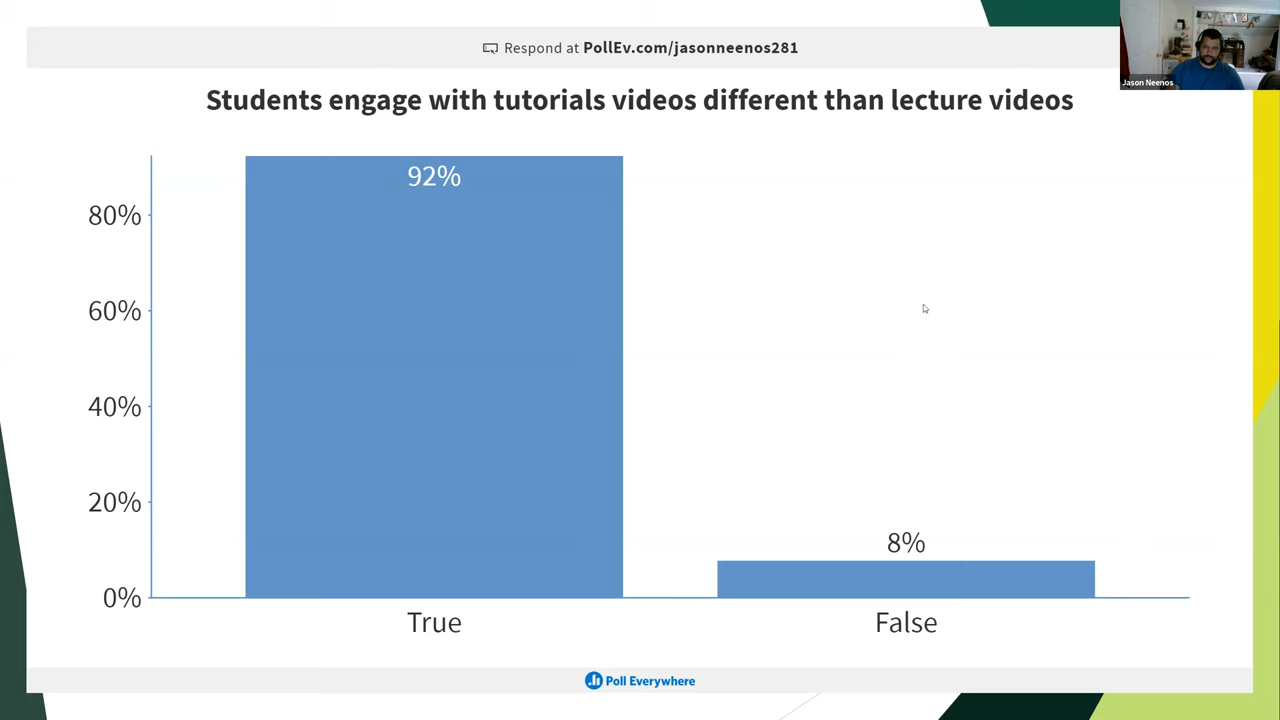 Respond at PollEv.com/jasonneenos281
Jason Neenos
Students engage with tutorials videos different than lecture videos
92%
80%
60%
40%
20%
8%
0%
True
False
Poll Everywhere